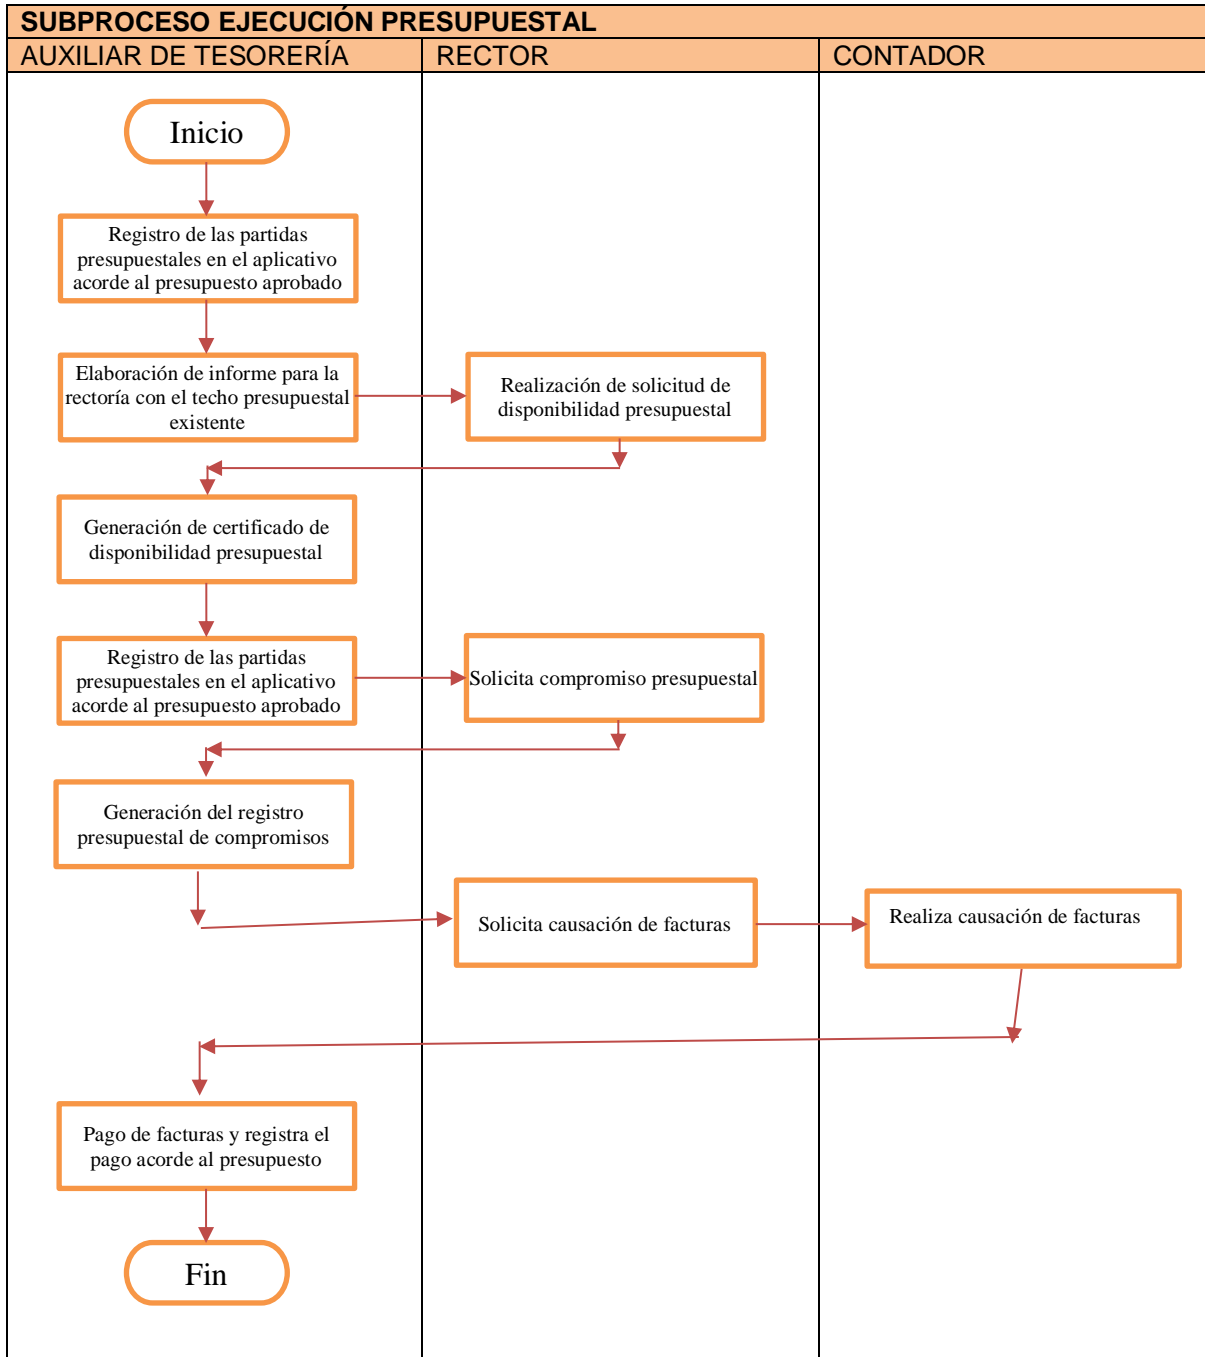 SUBPROCESO EJECUCIÓN PRESUPUESTAL
AUXILIAR DE TESORERÍA
RECTOR
CONTADOR
Inicio
Registro de las partidas
presupuestales en el aplicativo
acorde al presupuesto aprobado
Elaboración de informe para la
rectoría con el techo presupuestal
existente
Realización de solicitud de
disponibilidad presupuestal
Generación de certificado de
disponibilidad presupuestal
Registro de las partidas
presupuestales en el aplicativo
acorde al presupuesto aprobado
Solicita compromiso presupuestal
Generación del registro
presupuestal de compromisos
Solicita causación de facturas
Realiza causación de facturas
Pago de facturas y registra el
pago acorde al presupuesto
Fin